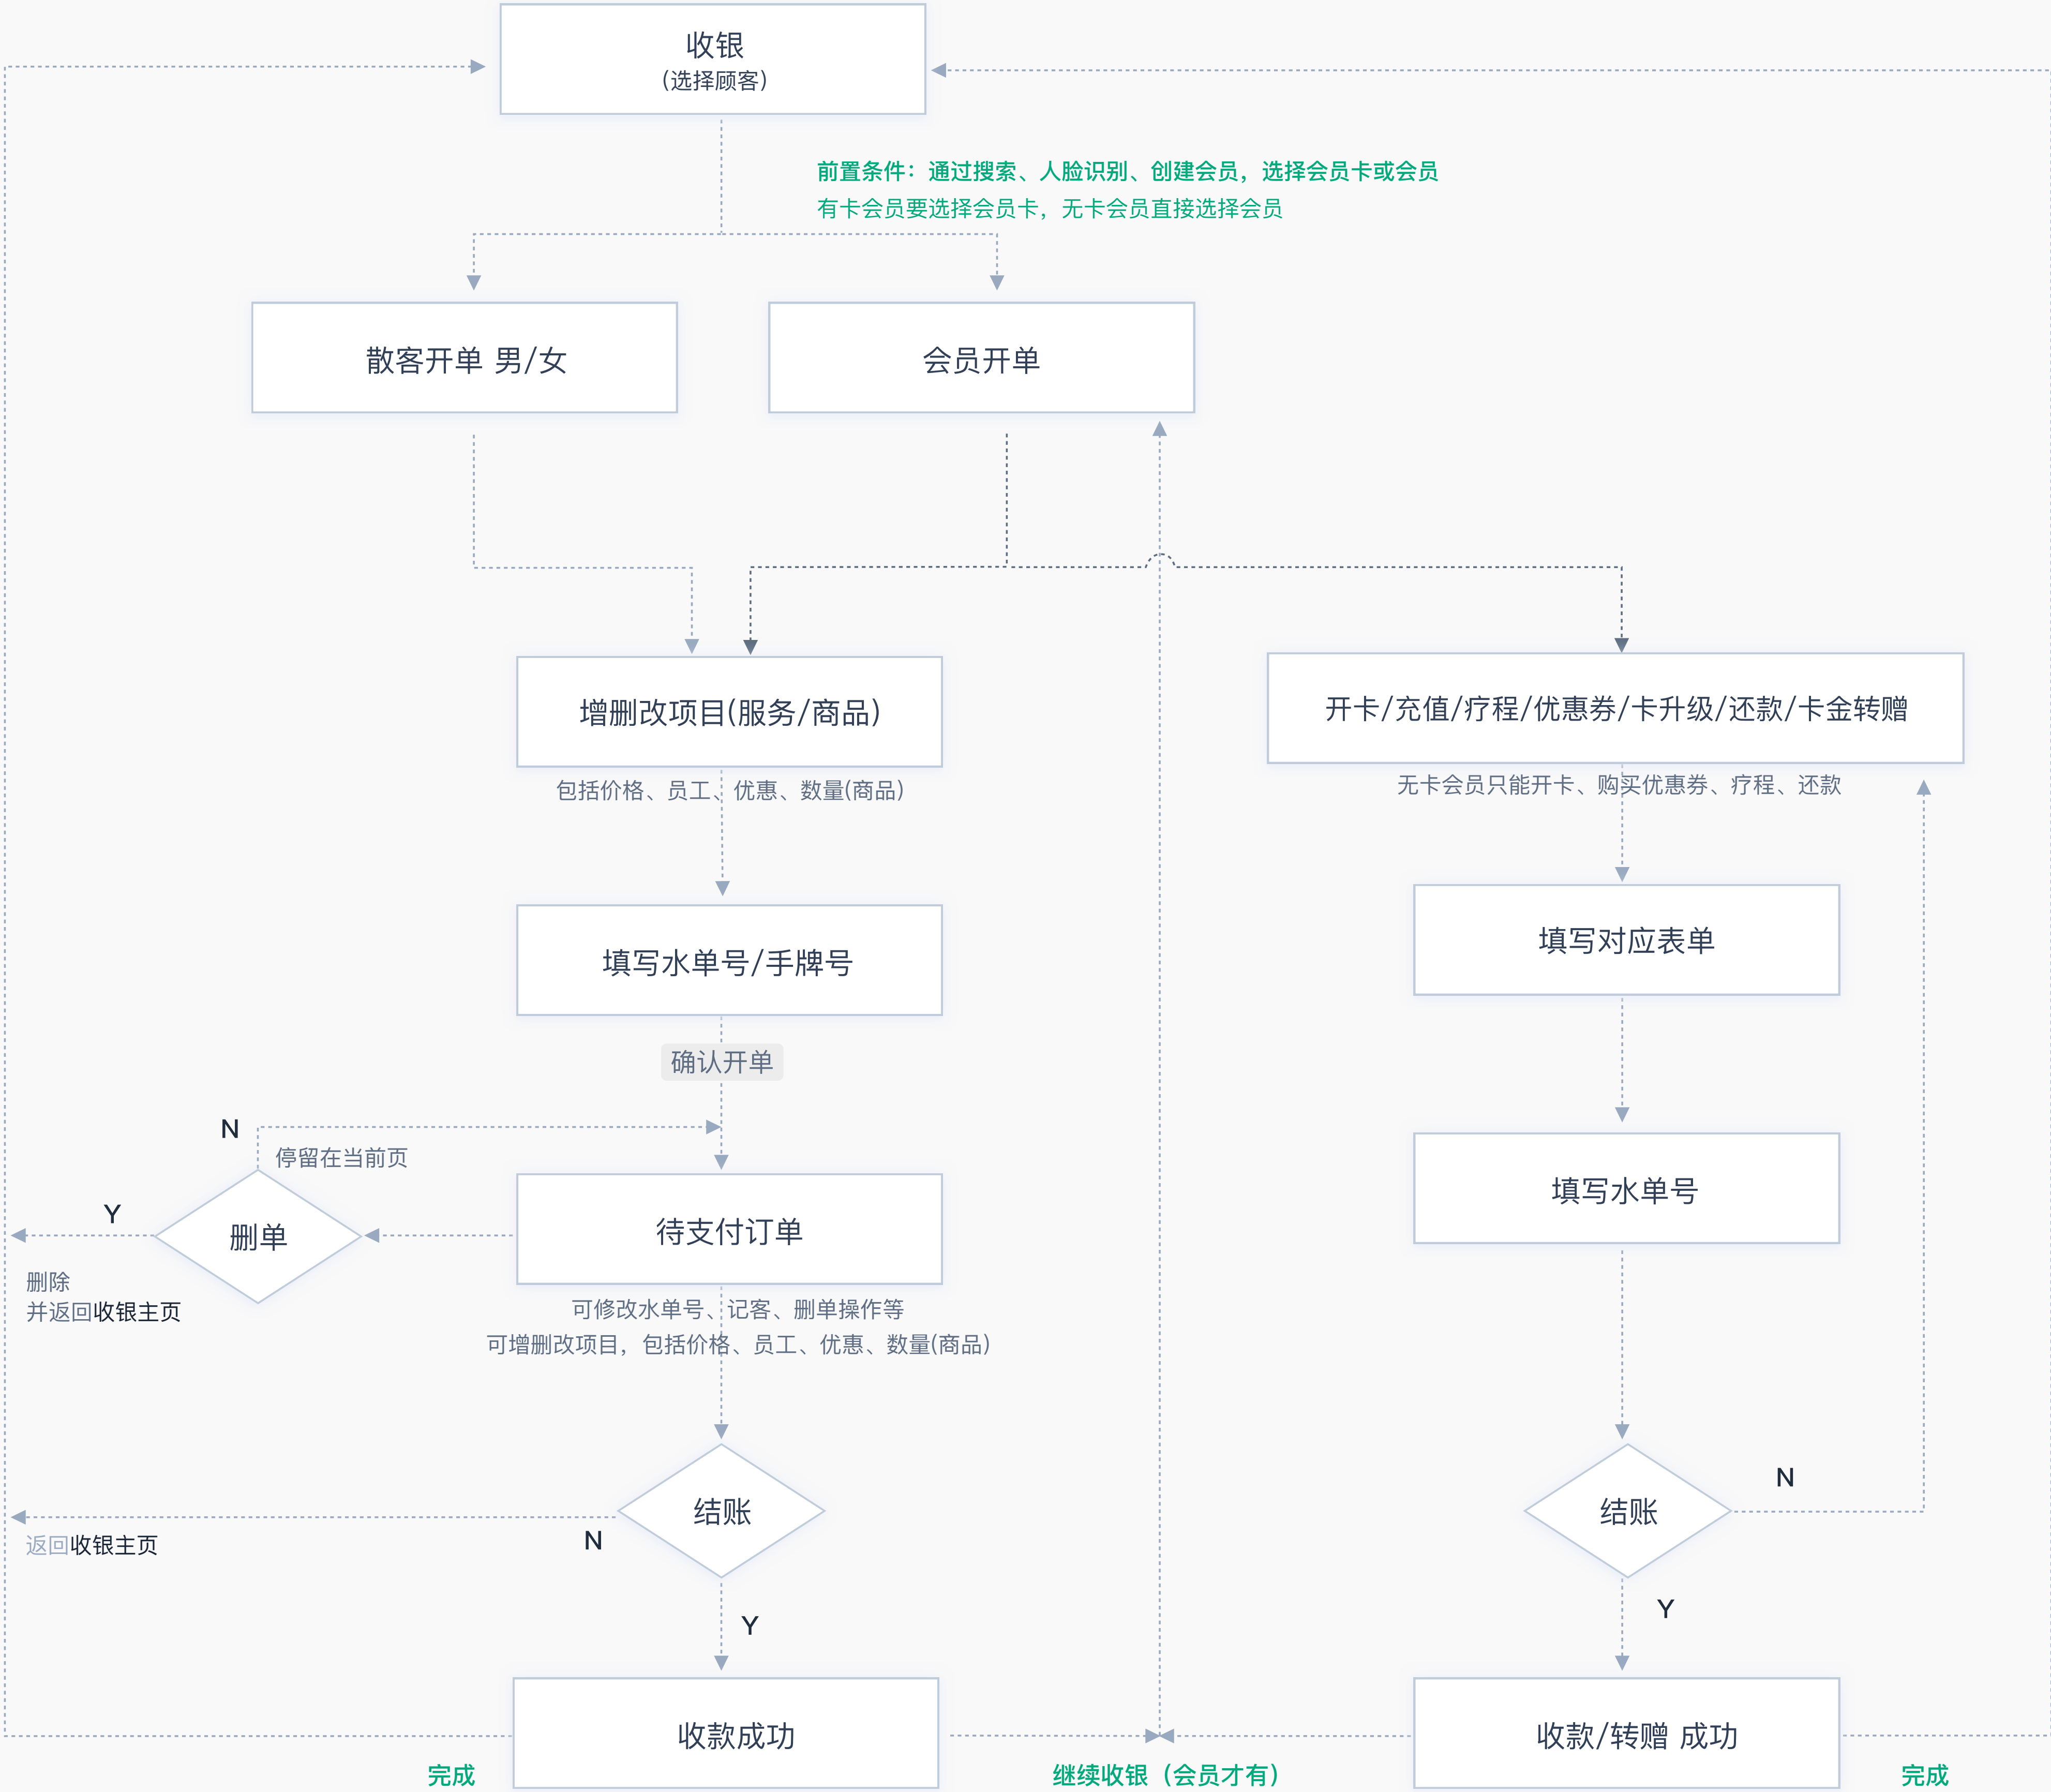 收银
(选择顾客)
前置条件：通过搜索、人脸识别、创建会员，选择会员卡或会员
有卡会员要选择会员卡，无卡会员直接选择会员
散客开单 男/女
会员开单
增删改项目(服务/商品)
包括价格、员工、优惠、数量(商品)
开卡/充值/疗程/优惠券/卡升级/还款/卡金转赠
无卡会员只能开卡、购买优惠券、疗程、还款
填写水单号/手牌号
填写对应表单
确认开单
N
停留在当前页
Y
删单
删除
并返回收银主页
待支付订单
可修改水单号、记客、删单操作等
可增删改项目，包括价格、员工、优惠、数量(商品)
填写水单号
结账
N
返回收银主页
Y
结账
N
Y
收款成功
完成
继续收银（会员才有）
收款/转赠 成功
完成